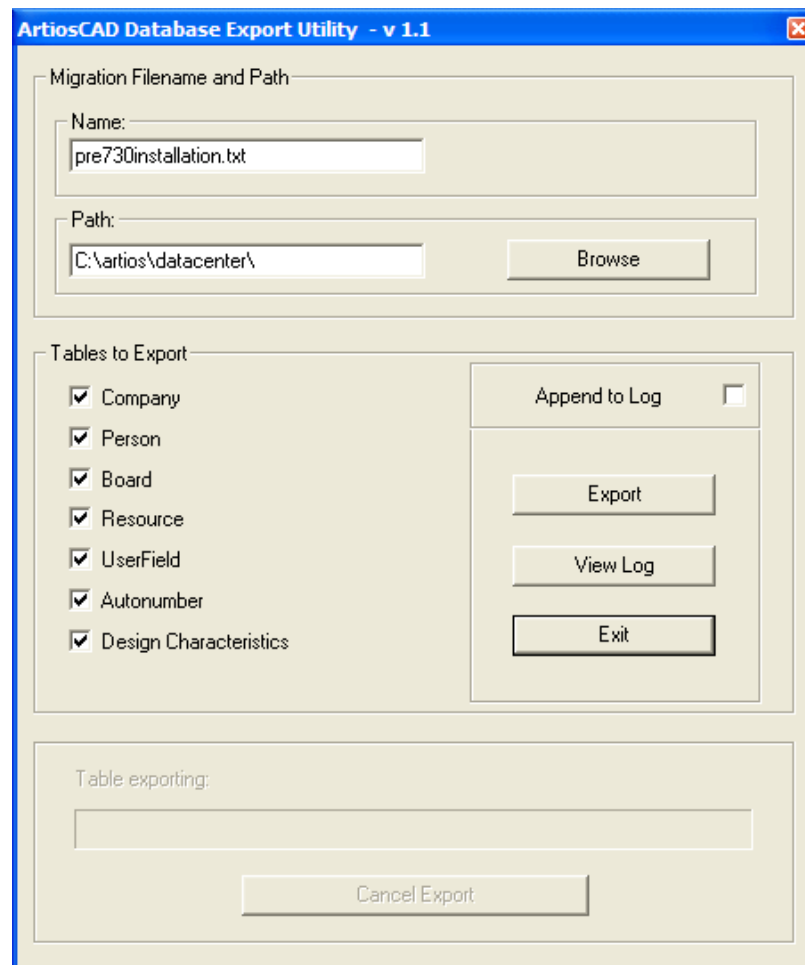 ArtiosCAD Database Export Utility - v 1.1
Migration Filename and Path
Name:
pre730installation.txt
Path:
C:\artios\datacenter\
Browse
Tables to Export
Company
Person
Board
Resource
UserField
Autonumber
Design Characteristics
Append to Log
Export
View Log
Exit
Table exporting:
Cancel Export